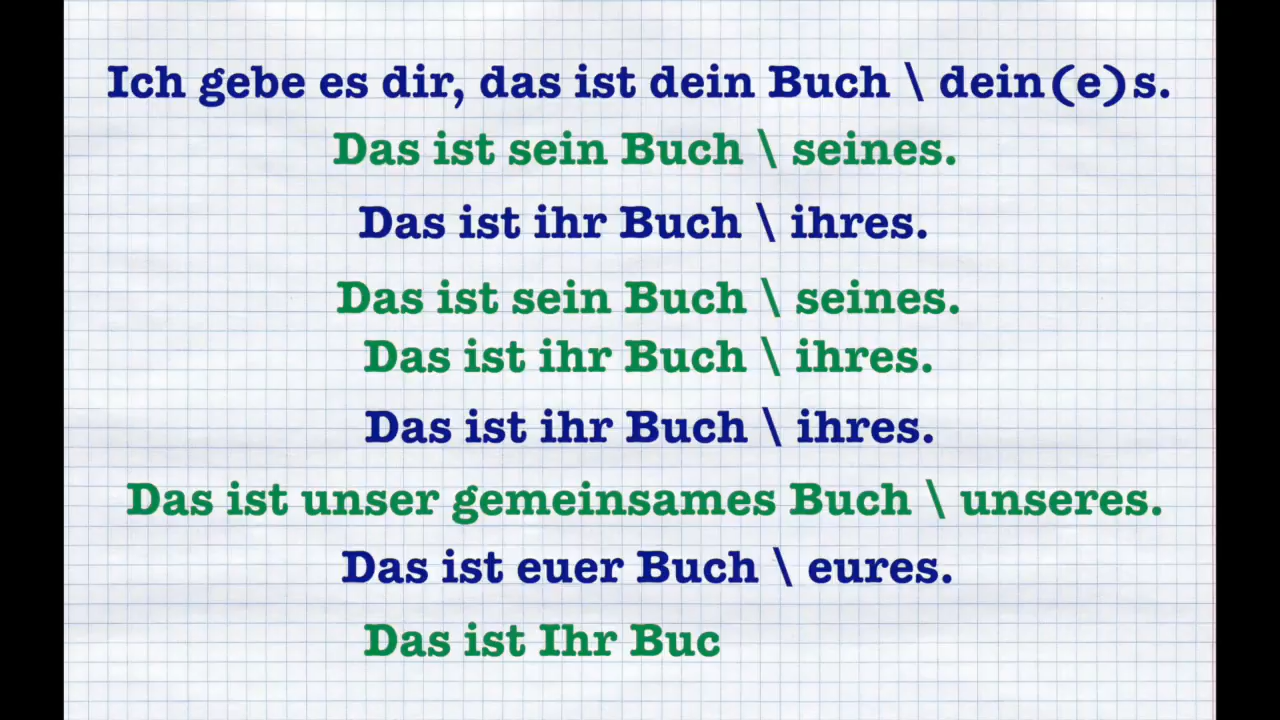 Ich gebe es dir, das ist dein Buch \ dein(e)s.
Das ist sein Buch \ seines.
Das ist ihr Buch \ ihres.
Das ist sein Buch \ seines.
Das ist ihr Buch \ ihres.
Das ist ihr Buch \ ihres.
Das ist unser gemeinsames Buch \ unseres.
Das ist euer Buch \ eures.
Das ist Ihr Buc